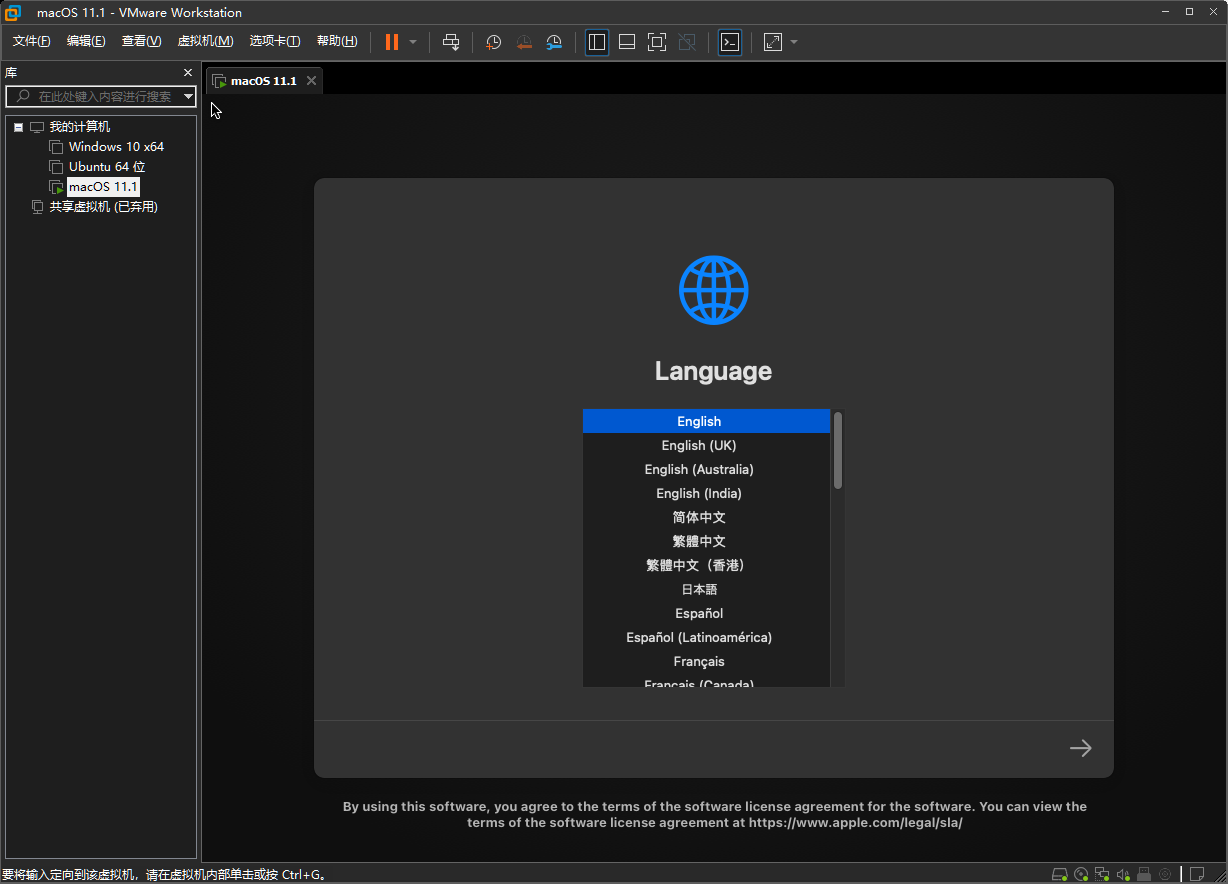 macOS 11.1 - VMware Workstation
文件(F) 编辑(E) 查看(V) 虚拟机(M) 选项卡(T) 帮助(H)
库
在此处键入内容进行搜索
我的计算机
Windows 10 x64
Ubuntu 64 位
macOS 11.1
共享虚拟机 (已弃用)
macOS 11.1
Language
English
English (UK)
English (Australia)
English (India)
简体中文
繁體中文
繁體中文（香港）
日本語
Español
Español (Latinoamérica)
Français
Français (Canada)
By using this software, you agree to the terms of the software license agreement for the software. You can view the
terms of the software license agreement at https://www.apple.com/legal/sla/
要将输入定向到该虚拟机，请在虚拟机内部单击或按 Ctrl+G。